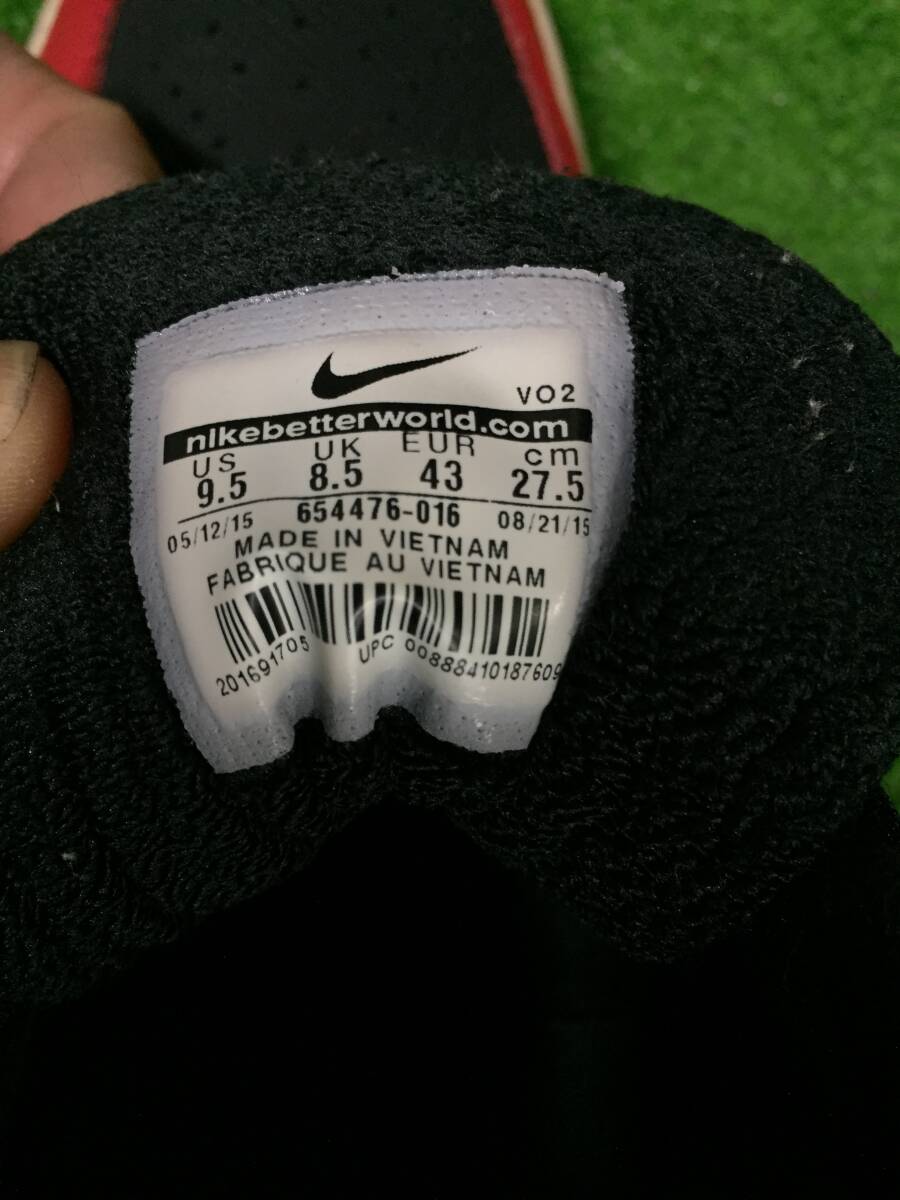 VO2
nikebetterworld.com
US UK EUR cm
9.5 8.5 43 27.5
05/12/15 654476-016 08/21/15
MADE IN VIETNAM
FABRIQUE AU VIETNAM
201691705 UPC 00888410187609